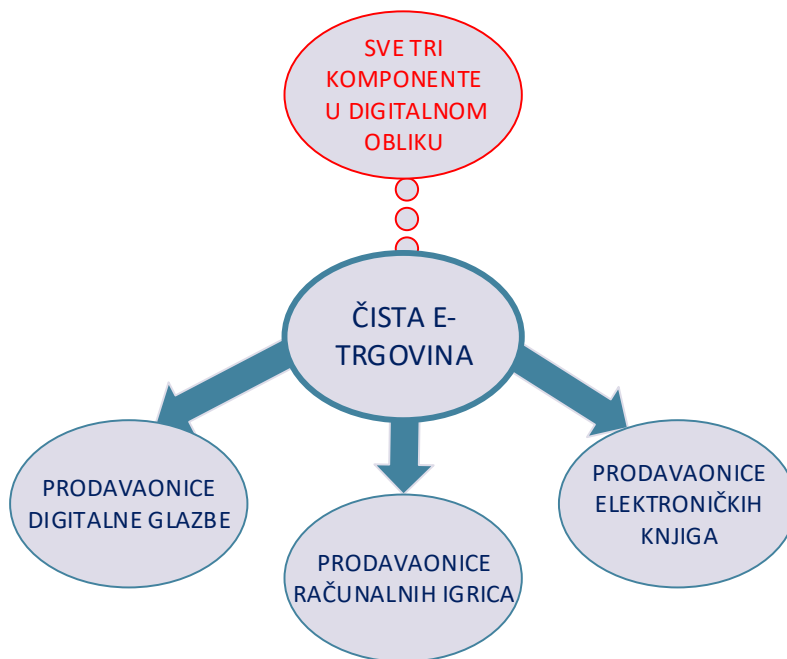 SVE TRI
KOMPONENTE
U DIGITALNOM
OBLIKU
ČISTA E-
TRGOVINA
PRODAVAONICE
DIGITALNE GLAZBE
PRODAVAONICE
RAČUNALNIH IGRICA
PRODAVAONICE
ELEKTRONIČKIH
KNJIGA